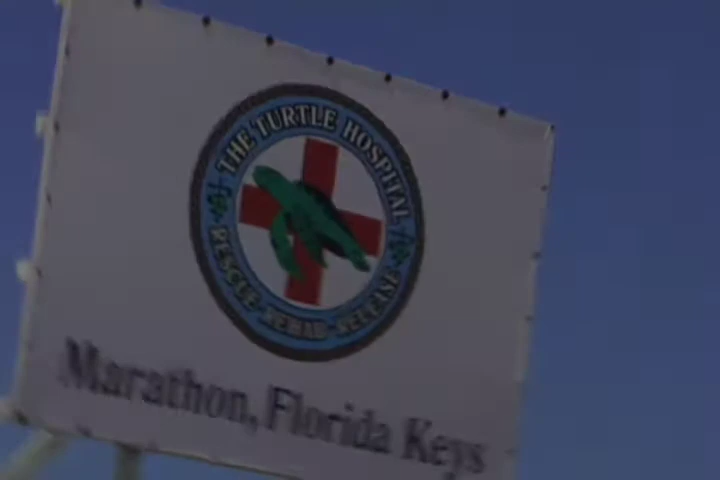 THE TURTLE HOSPITAL
RESCUE REHAB RELEASE
Marathon, Florida Keys